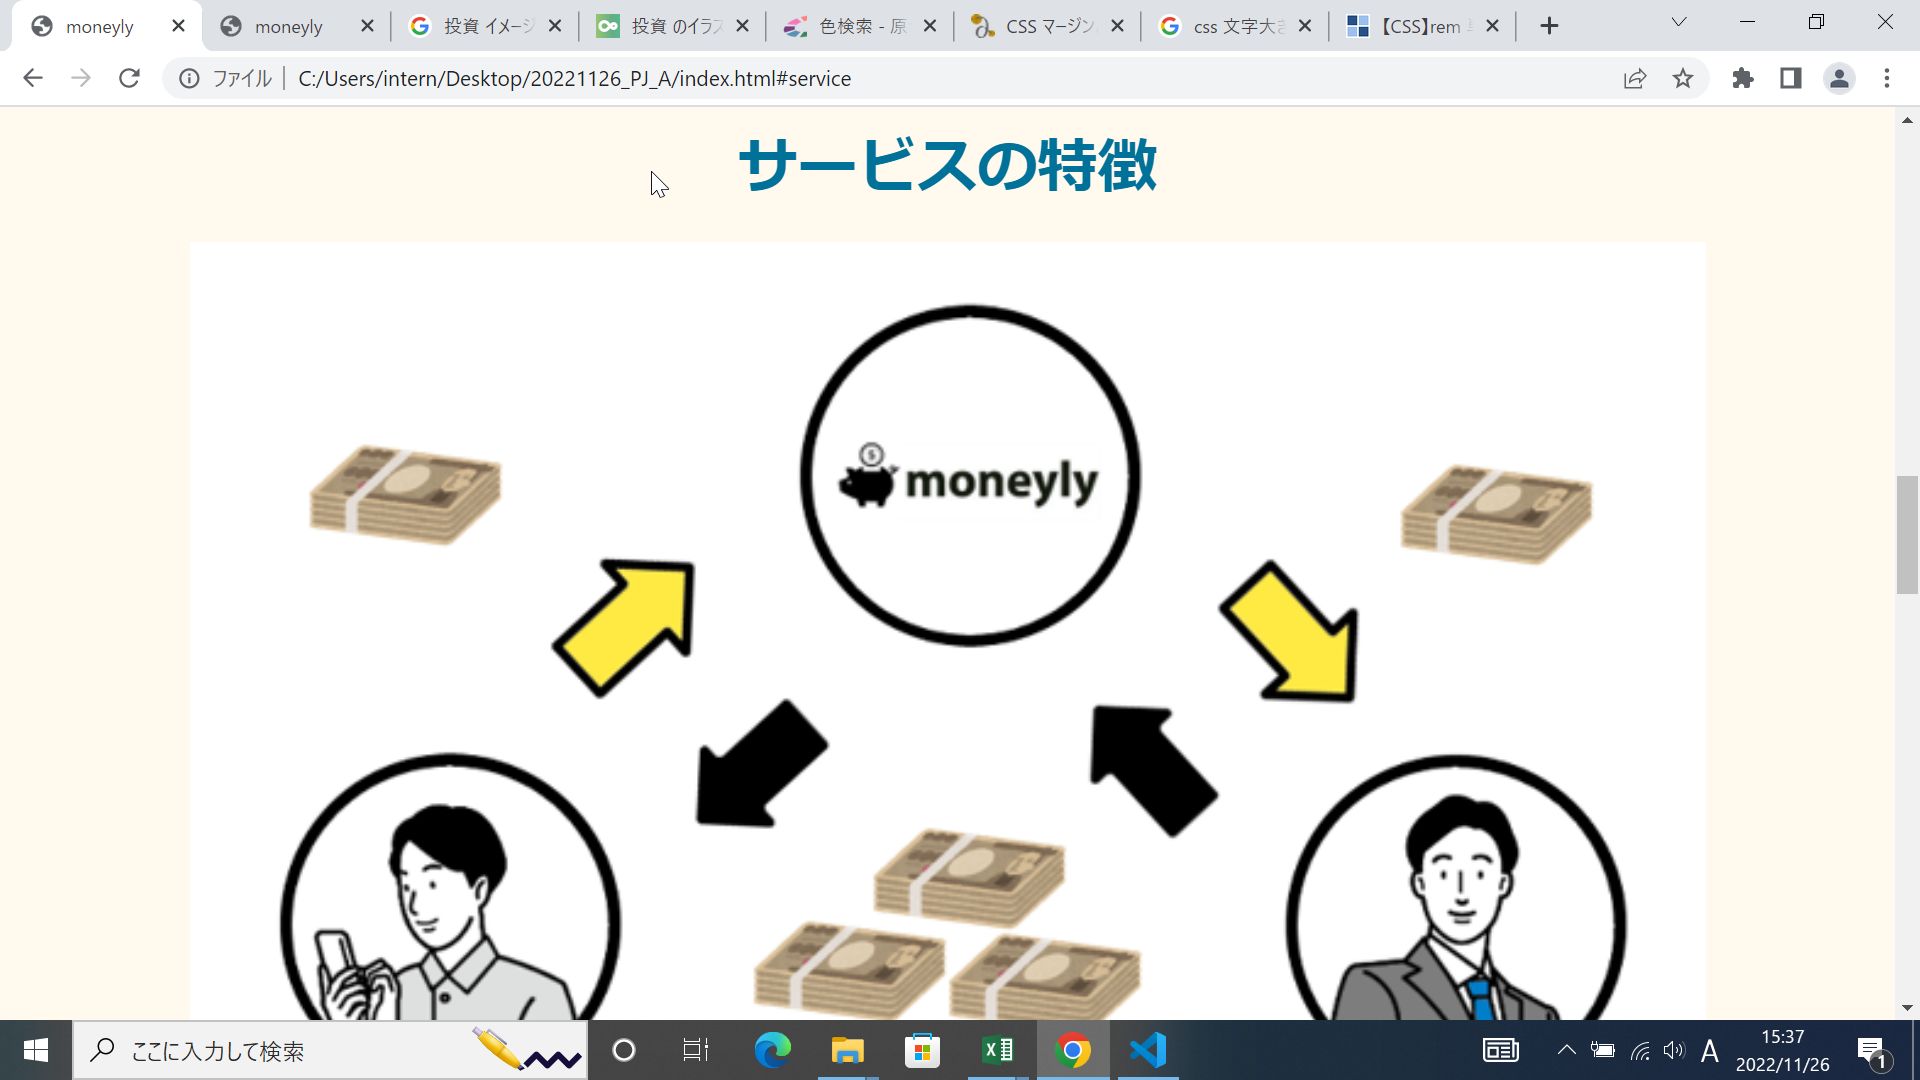 moneyly
moneyly
投資 イメージ
投資 のイラス
色検索 - 原
CSS マージン
css 文字大き
【CSS】rem
ファイル
C:/Users/intern/Desktop/20221126_PJ_A/index.html#service
サービスの特徴
moneyly
ここに入力して検索
A
15:37
2022/11/26
1